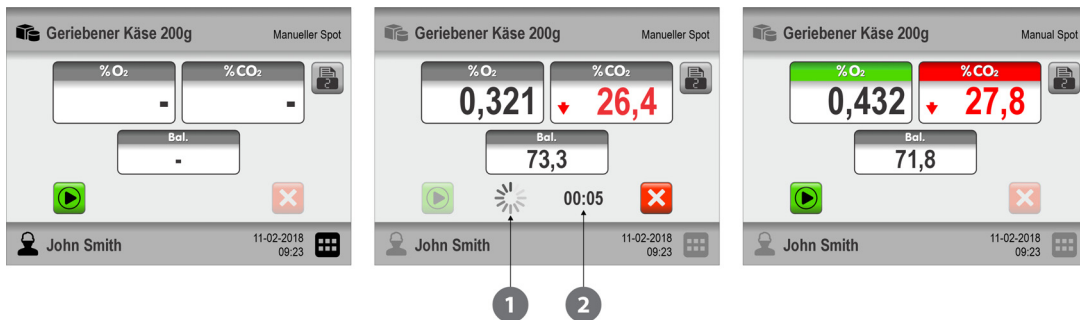 Geriebener Käse 200g Manueller Spot
%O₂ %CO₂
- -
2
Bal.
-
John Smith 11-02-2018
09:23
Geriebener Käse 200g Manueller Spot
%O₂ %CO₂
0,321 26,4
2
Bal.
73,3
00:05
John Smith 11-02-2018
09:23
1 2
Geriebener Käse 200g Manual Spot
%O₂ %CO₂
0,432 27,8
2
Bal.
71,8
John Smith 11-02-2018
09:23